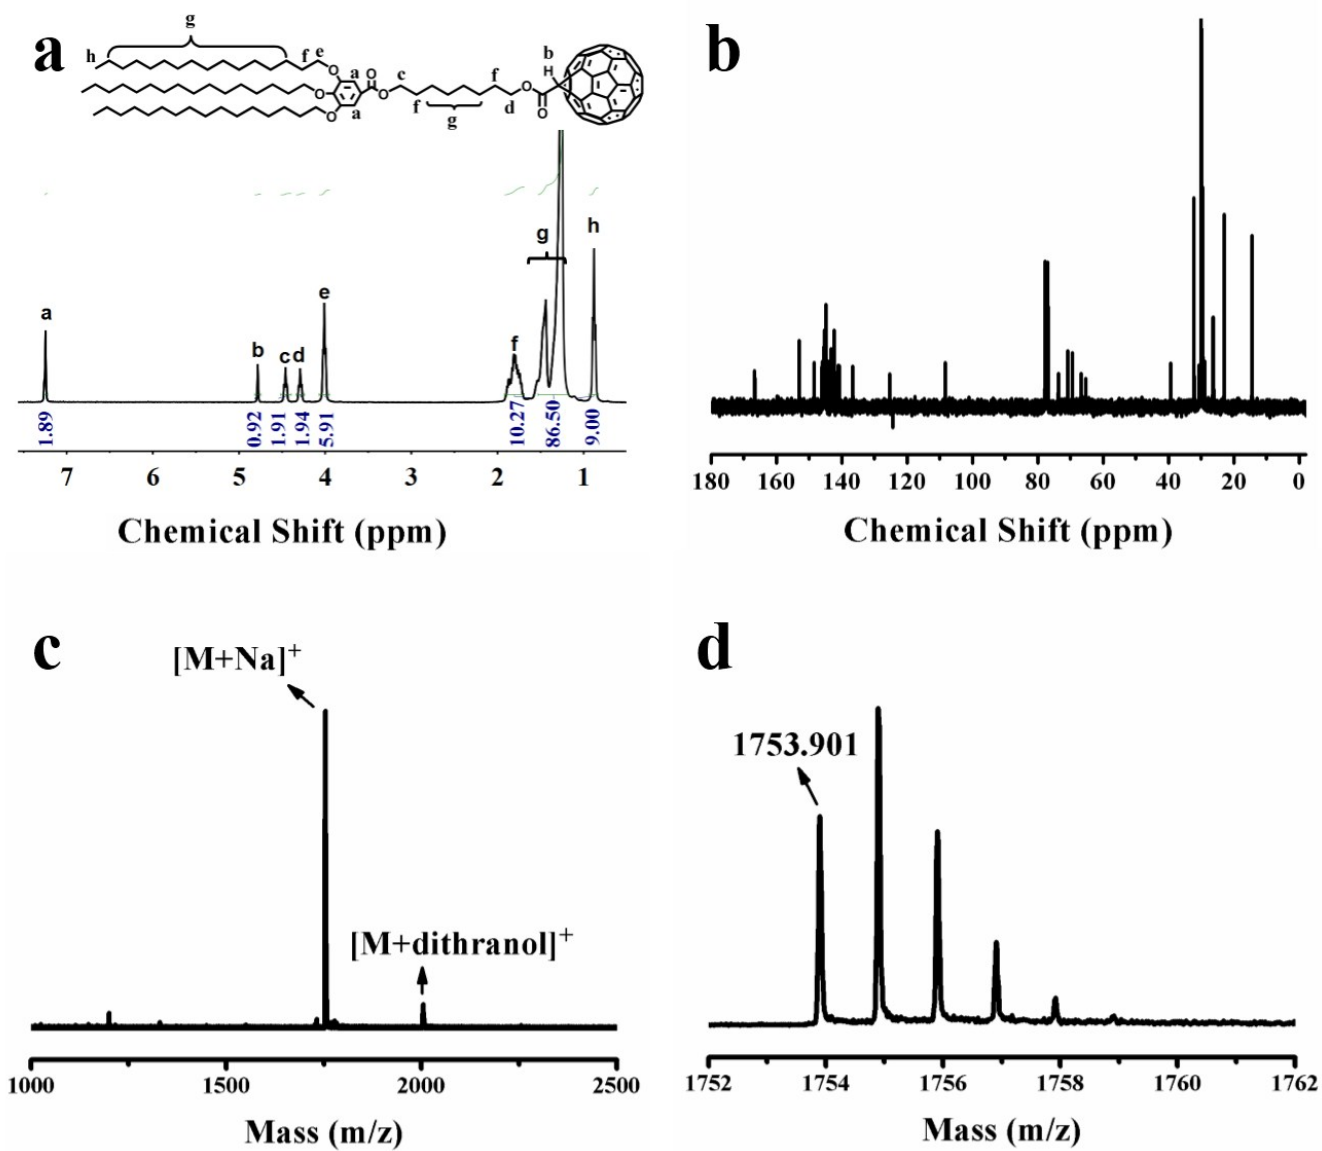 a
g
h
f e
O
a
O
O
O
a
O
c
f
g
f
d
O
O
b
H
a
b
c d
e
f
g
h
1.89
0.92
1.91
1.94
5.91
10.27
86.50
9.00
7 6 5 4 3 2 1
Chemical Shift (ppm)
b
180 160 140 120 100 80 60 40 20 0
Chemical Shift (ppm)
c
[M+Na]+
[M+dithranol]+
1000 1500 2000 2500
Mass (m/z)
d
1753.901
1752 1754 1756 1758 1760 1762
Mass (m/z)